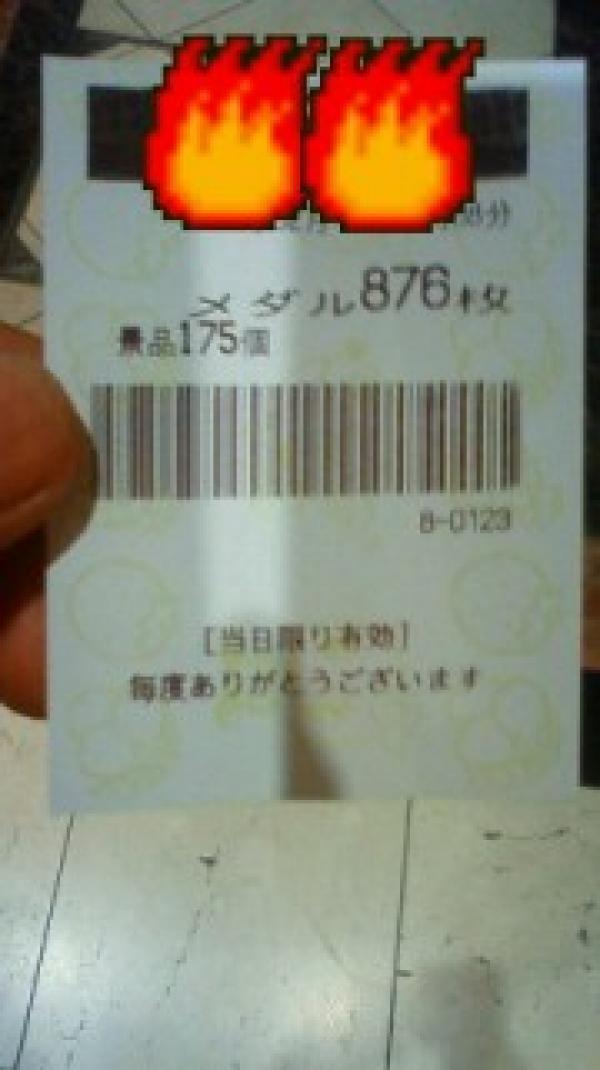 メダル876枚
景品175個
8-0123
[当日限り有効]
毎度ありがとうございます